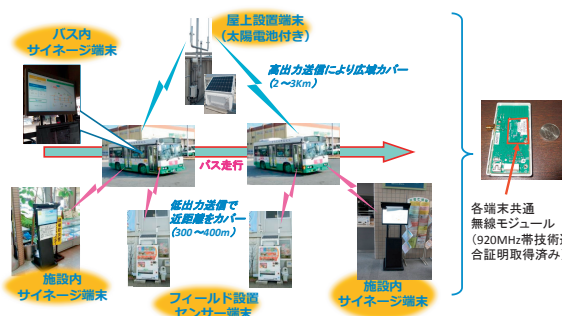 バス内
サイネージ端末
屋上設置端末
（太陽電池付き）
高出力送信により広域カバー
（2～3Km）
バス走行
低出力送信で
近距離をカバー
（300～400m）
施設内
サイネージ端末
フィールド設置
センサー端末
施設内
サイネージ端末
各端末共通
無線モジュール
（920MHz帯技術適
合証明取得済み）